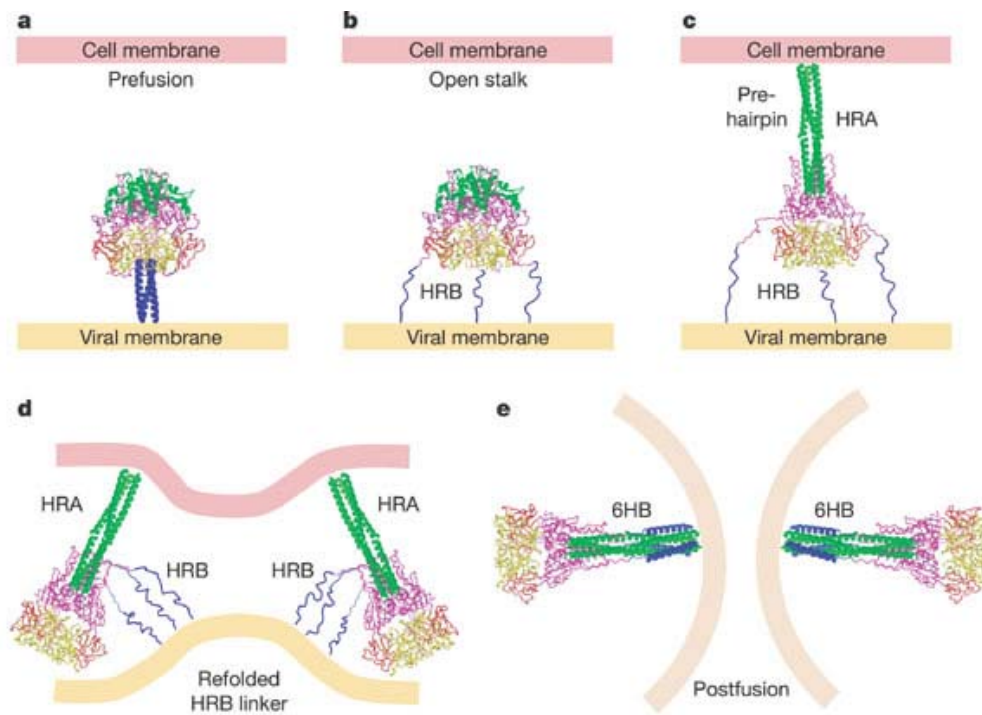 a
Cell membrane
Prefusion
Viral membrane
b
Cell membrane
Open stalk
HRB
Viral membrane
c
Cell membrane
Pre-
hairpin
HRA
HRB
Viral membrane
d
HRA
HRA
HRB
HRB
Refolded
HRB linker
e
6HB
6HB
Postfusion